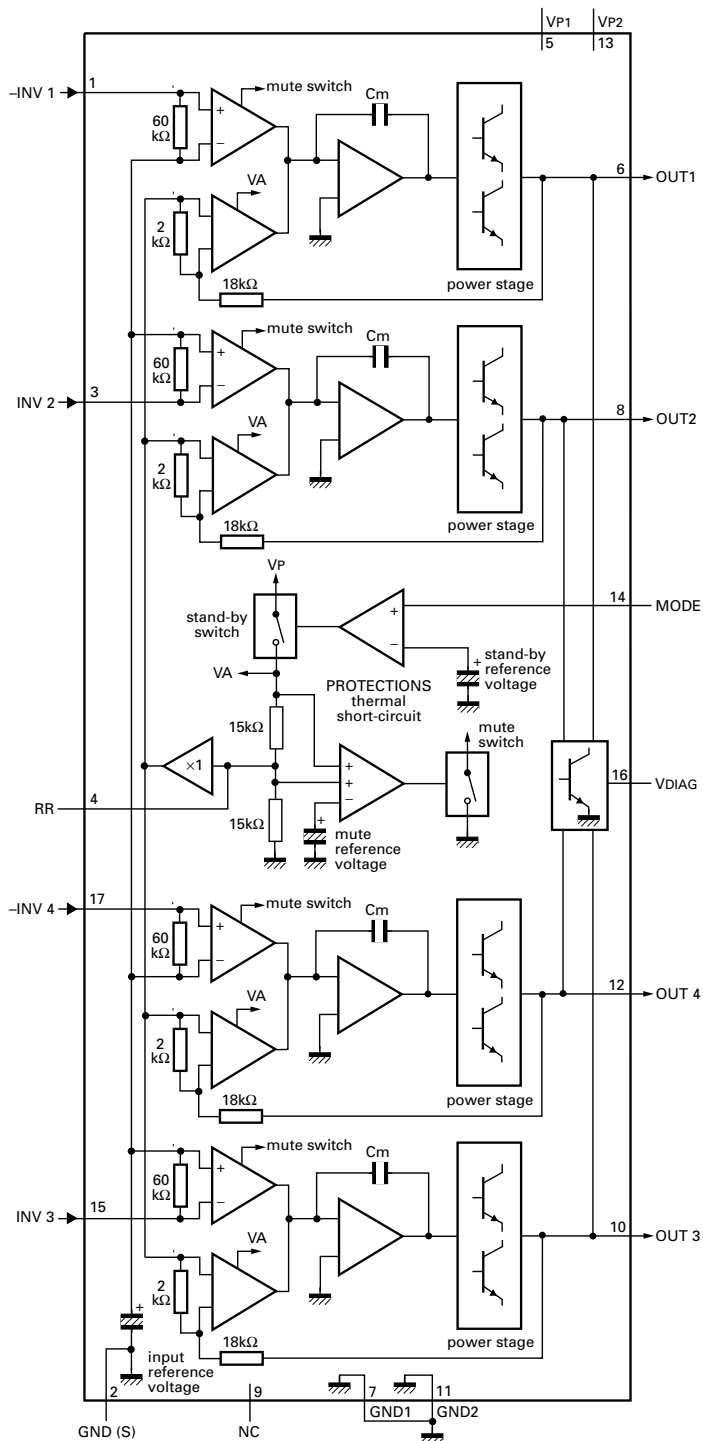 VP1 VP2
5 13
–INV 1 1
mute switch
Cm
60 kΩ
+
–
6 OUT1
VA
2 kΩ
18kΩ
power stage
mute switch
Cm
60 kΩ
+
–
INV 2 3
8 OUT2
VA
2 kΩ
18kΩ
power stage
VP
14 MODE
stand-by switch
+
–
+
stand-by reference voltage
VA
PROTECTIONS
thermal
short-circuit
15kΩ
mute switch
×1
+
+
–
16 VDIAG
RR 4
15kΩ
+
mute reference voltage
–INV 4 17
mute switch
Cm
60 kΩ
+
–
12 OUT 4
VA
2 kΩ
18kΩ
power stage
mute switch
Cm
60 kΩ
+
–
INV 3 15
10 OUT 3
VA
2 kΩ
+
18kΩ
power stage
input reference voltage
2 9 7 11
GND1 GND2
GND (S) NC